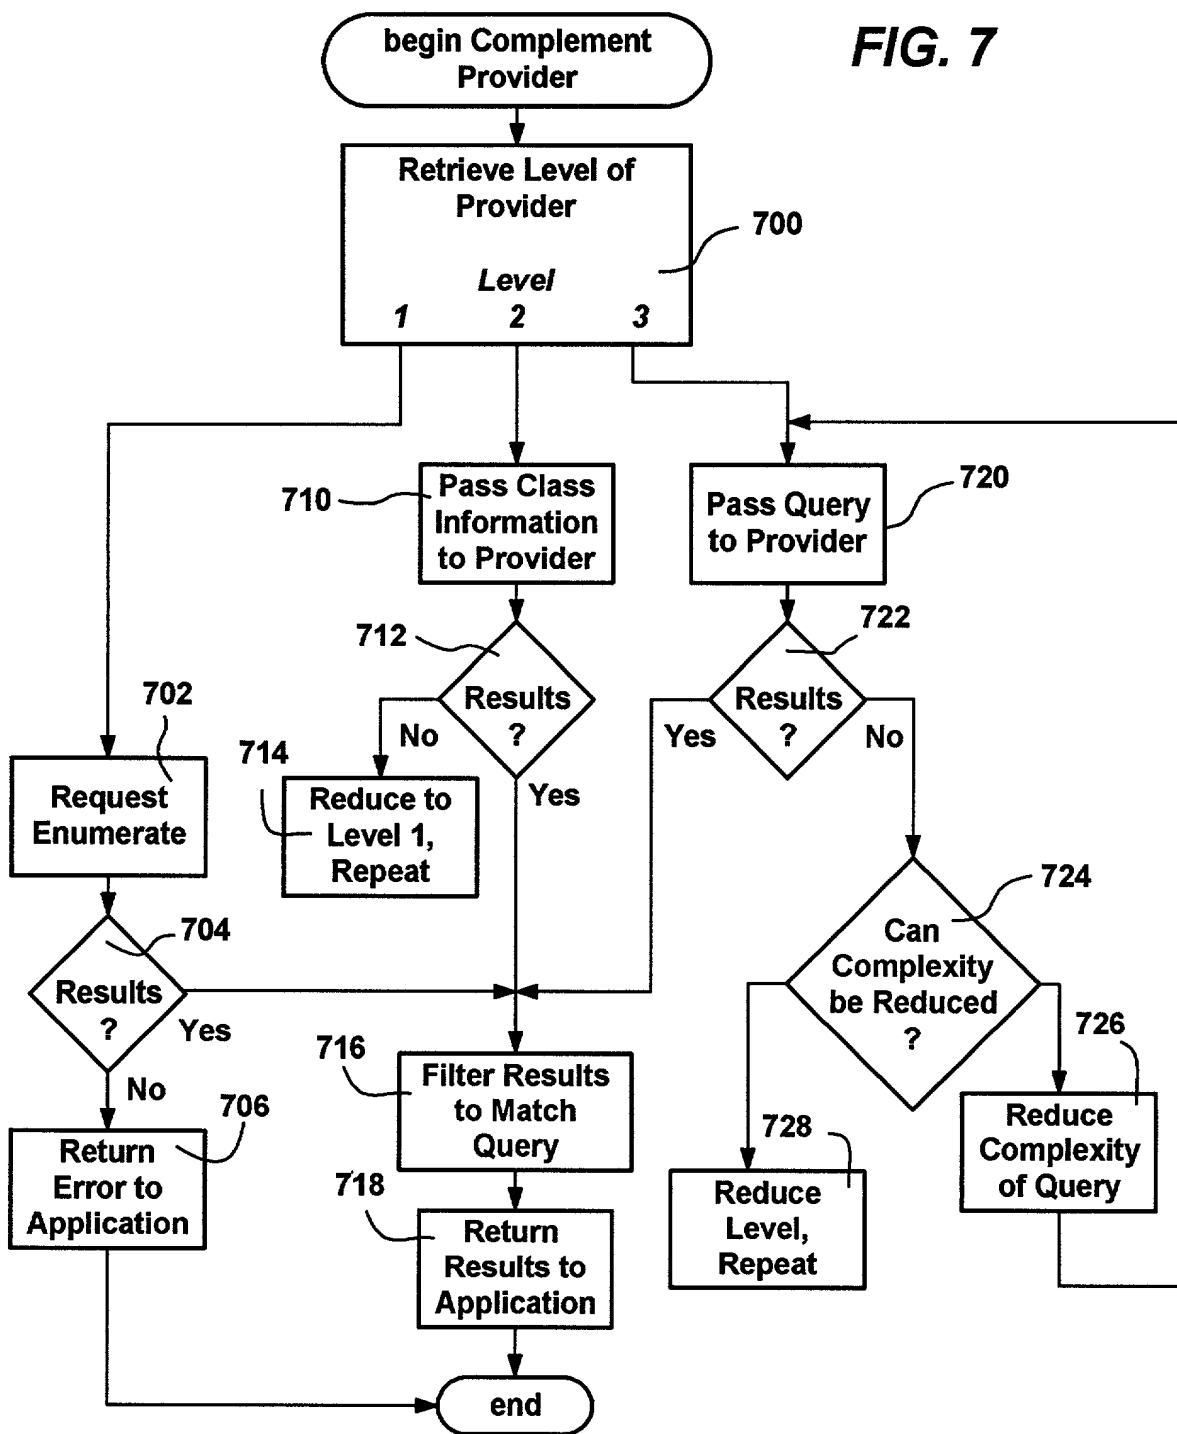 begin Complement
Provider
FIG. 7
Retrieve Level of
Provider
700
Level
1 2 3
710
Pass Class
Information
to Provider
720
Pass Query
to Provider
712
Results
?
No
Yes
722
Results
?
Yes
No
702
Request
Enumerate
714
Reduce to
Level 1,
Repeat
704
Results
?
Yes
No
724
Can
Complexity
be Reduced
?
706
Return
Error to
Application
716
Filter Results
to Match
Query
726
Reduce
Complexity
of Query
728
Reduce
Level,
Repeat
718
Return
Results to
Application
end